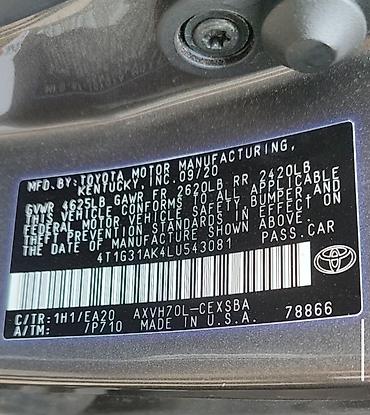 MFD.BY:TOYOTA MOTOR MANUFACTURING,
KENTUCKY, INC.09/20
GVWR 4625LB GAWR FR 2620LB RR 2420LB
THIS VEHICLE CONFORMS TO ALL APPLICABLE
FEDERAL MOTOR VEHICLE SAFETY, BUMPER, AND
THEFT PREVENTION STANDARDS IN EFFECT ON
THE DATE OF MANUFACTURE SHOWN ABOVE.
4T1G31AK4LU543081 PASS.CAR
C/TR:1H1/EA20 AXVH70L-CEXSBA
A/TM: /P710 MADE IN U.S.A. 78866